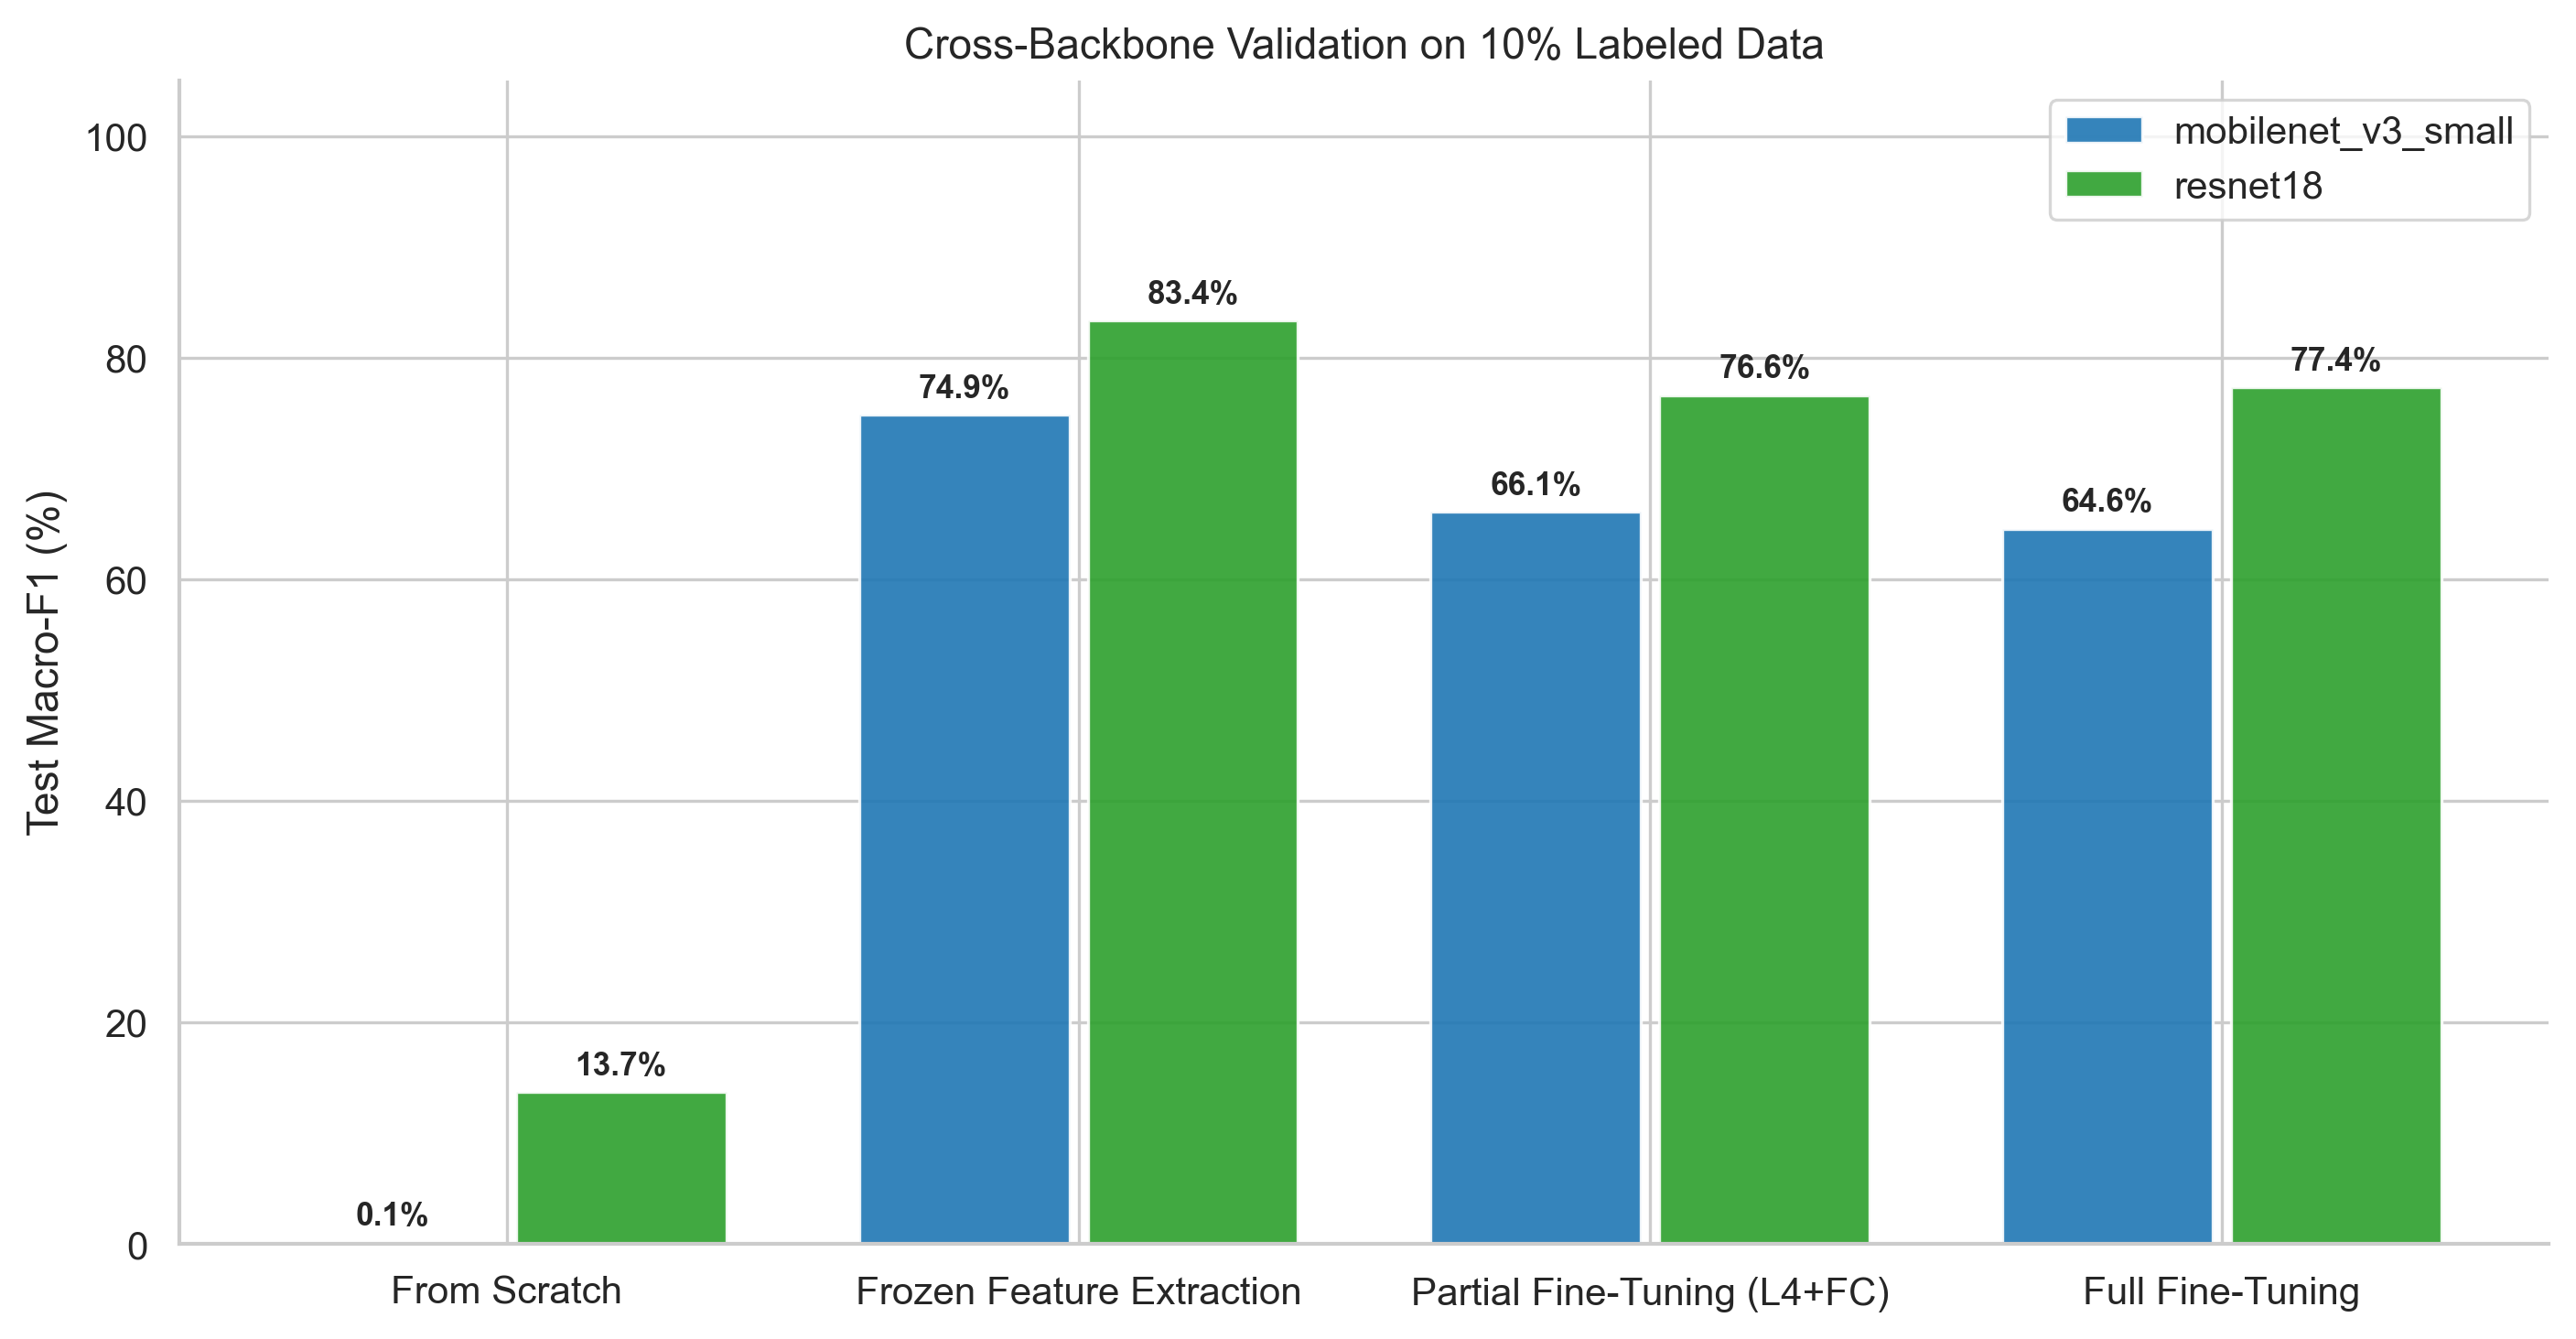 Cross-Backbone Validation on 10% Labeled Data
mobilenet_v3_small
resnet18
Test Macro-F1 (%)
100
80
60
40
20
0
0.1%
13.7%
74.9%
83.4%
66.1%
76.6%
64.6%
77.4%
From Scratch
Frozen Feature Extraction
Partial Fine-Tuning (L4+FC)
Full Fine-Tuning